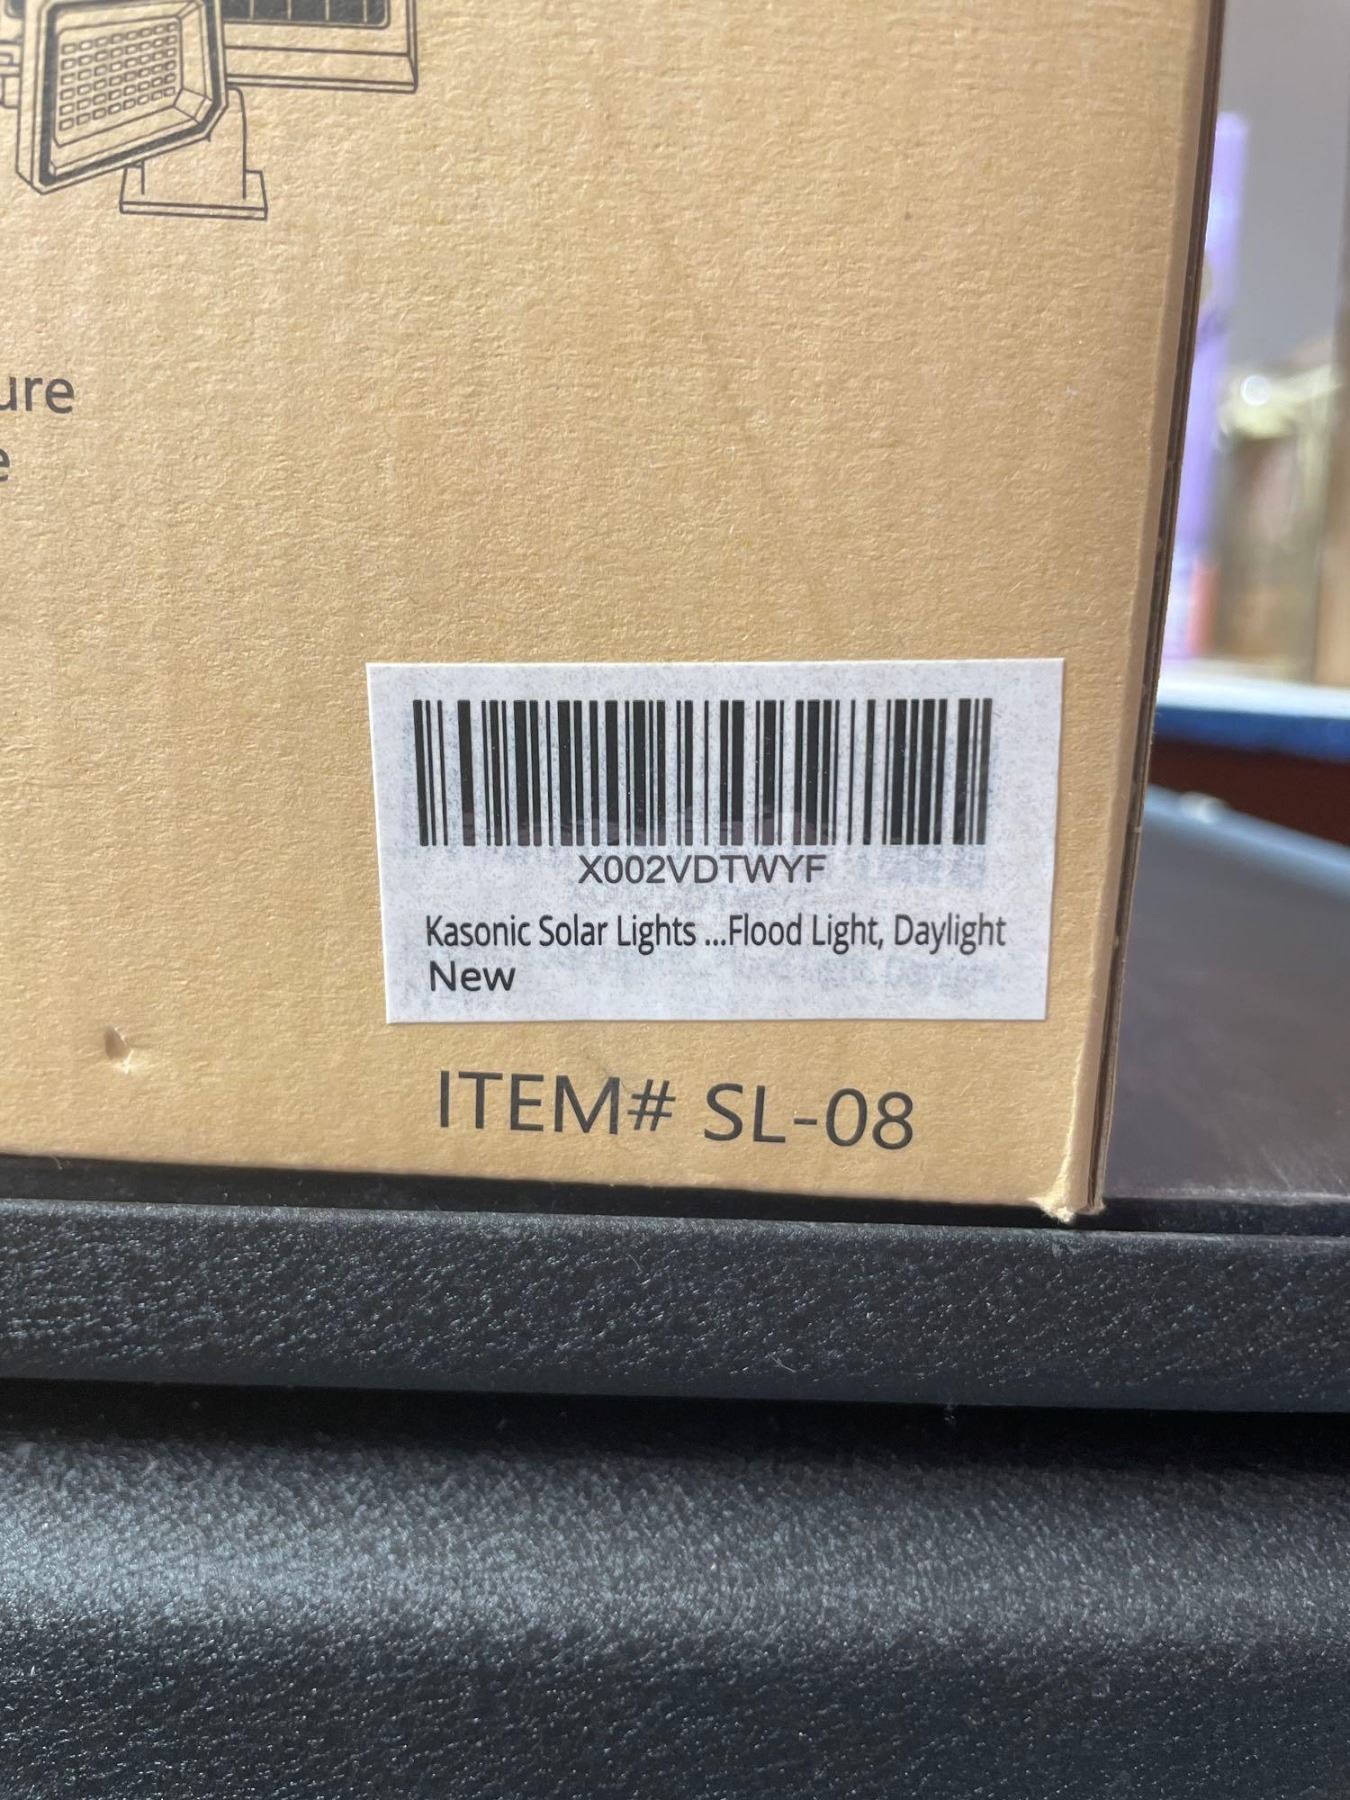 ure
e
X002VDTWYF
Kasonic Solar Lights ...Flood Light, Daylight
New
ITEM# SL-08